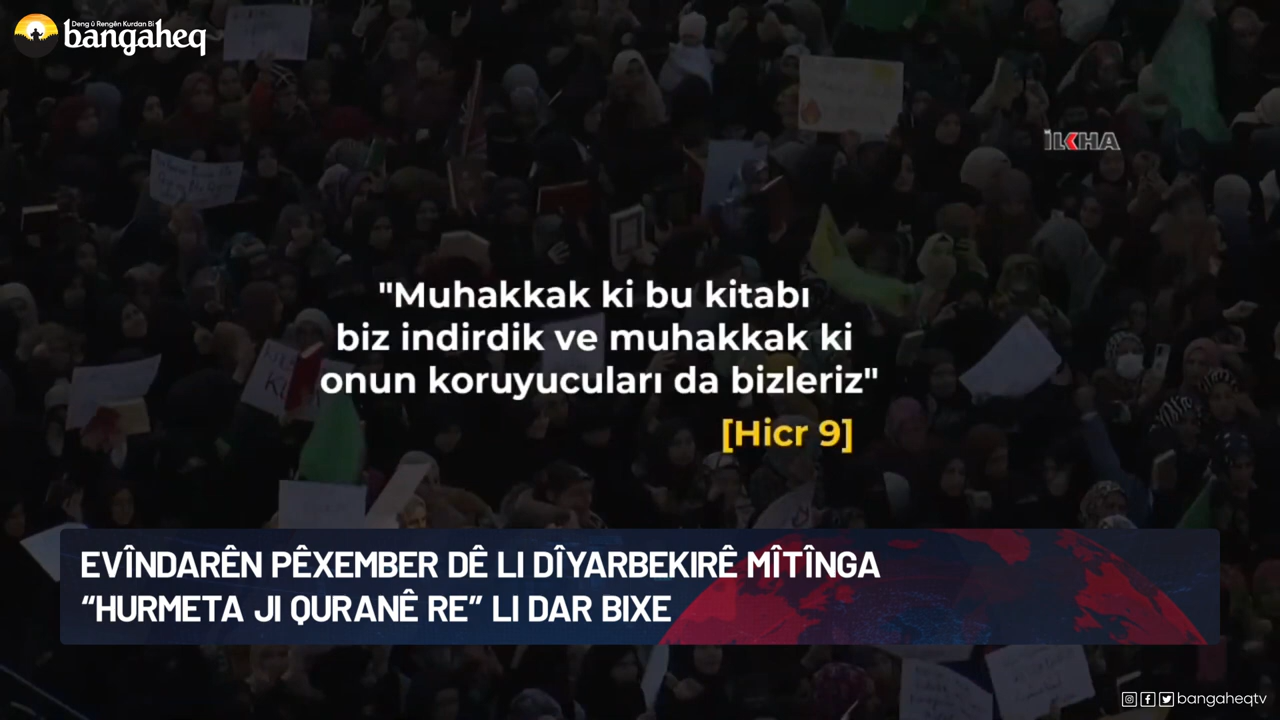 Deng û Rengên Kurdan Bi
bangaheq
İLKHA
"Muhakkak ki bu kitabı
biz indirdik ve muhakkak ki
onun koruyucuları da bizleriz"
[Hicr 9]
EVÎNDARÊN PÊXEMBER DÊ LI DÎYARBEKIRÊ MÎTÎNGA
“HURMETA JI QURANÊ RE” LI DAR BIXE
bangaheqtv